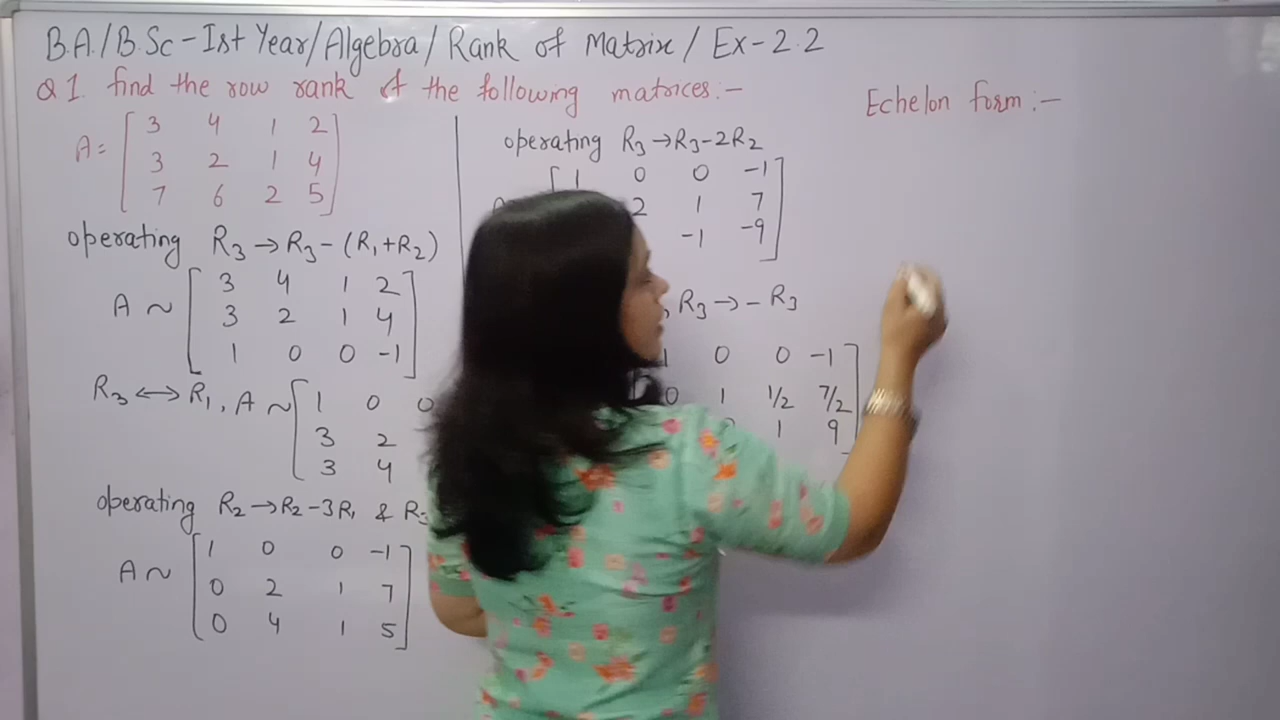 B.A./B.Sc-Ist Year/Algebra/Rank of Matrix/Ex-2.2
Q 1. find the row rank of the following matrices:-
A= [ 3 4 1 2 ]
3 2 1 4
7 6 2 5
operating R3→R3-(R1+R2)
A ~ [ 3 4 1 2 ]
3 2 1 4
1 0 0 -1
R3↔R1, A ~ [ 1 0 0
3 2
3 4
operating R2→R2-3R1 &
A ~ [ 1 0 0 -1 ]
0 2 1 7
0 4 1 5
operating R3→R3-2R2
[ 1 0 0 -1 ]
2 1 7
-1 -9
, R3→-R3
1 0 0 -1 ]
0 1 1/2 7/2
1 9
Echelon form:-